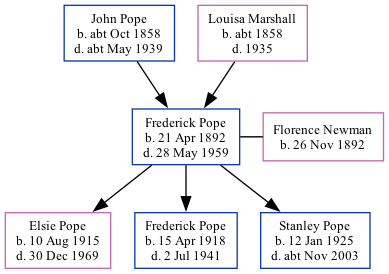 John Pope
b. abt Oct 1858
d. abt May 1939
Louisa Marshall
b. abt 1858
d. 1935
Frederick Pope
b. 21 Apr 1892
d. 28 May 1959
Florence Newman
b. 26 Nov 1892
Elsie Pope
b. 10 Aug 1915
d. 30 Dec 1969
Frederick Pope
b. 15 Apr 1918
d. 2 Jul 1941
Stanley Pope
b. 12 Jan 1925
d. abt Nov 2003